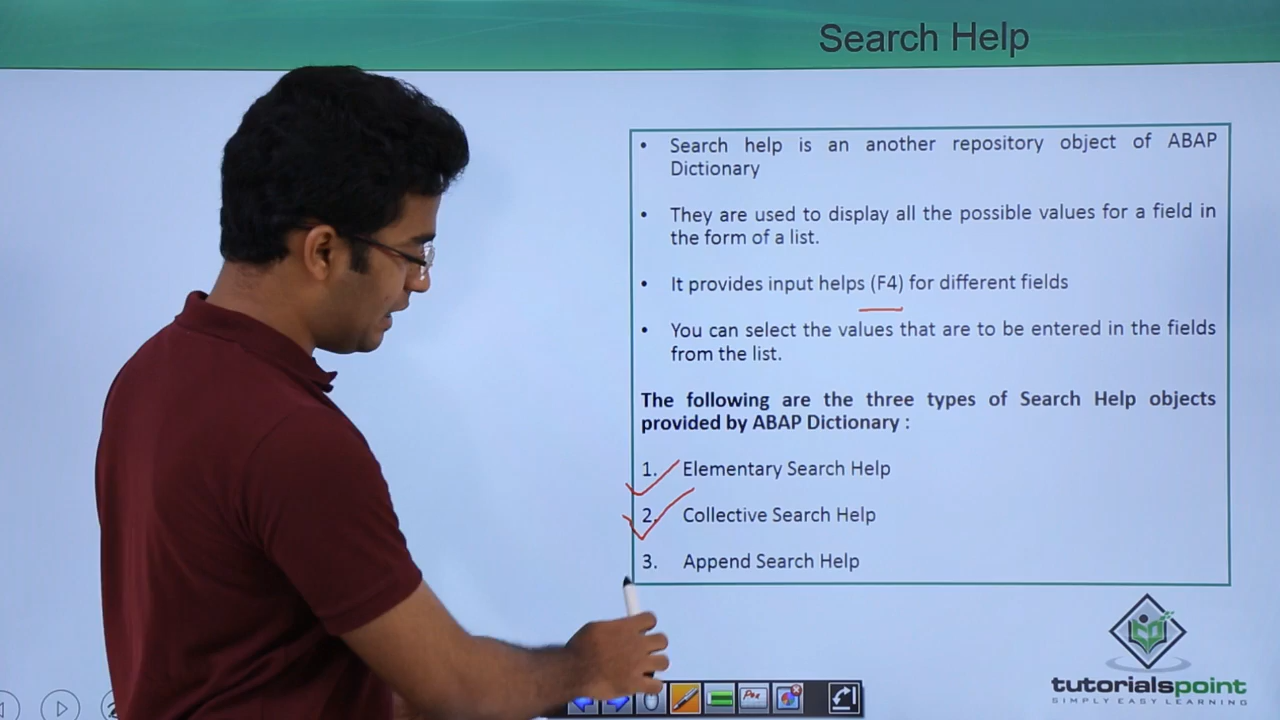 Search Help
• Search help is an another repository object of ABAP
Dictionary
• They are used to display all the possible values for a field in
the form of a list.
• It provides input helps (F4) for different fields
• You can select the values that are to be entered in the fields
from the list.
The following are the three types of Search Help objects
provided by ABAP Dictionary :
1. Elementary Search Help
2. Collective Search Help
3. Append Search Help
tutorialspoint
SIMPLY EASY LEARNING